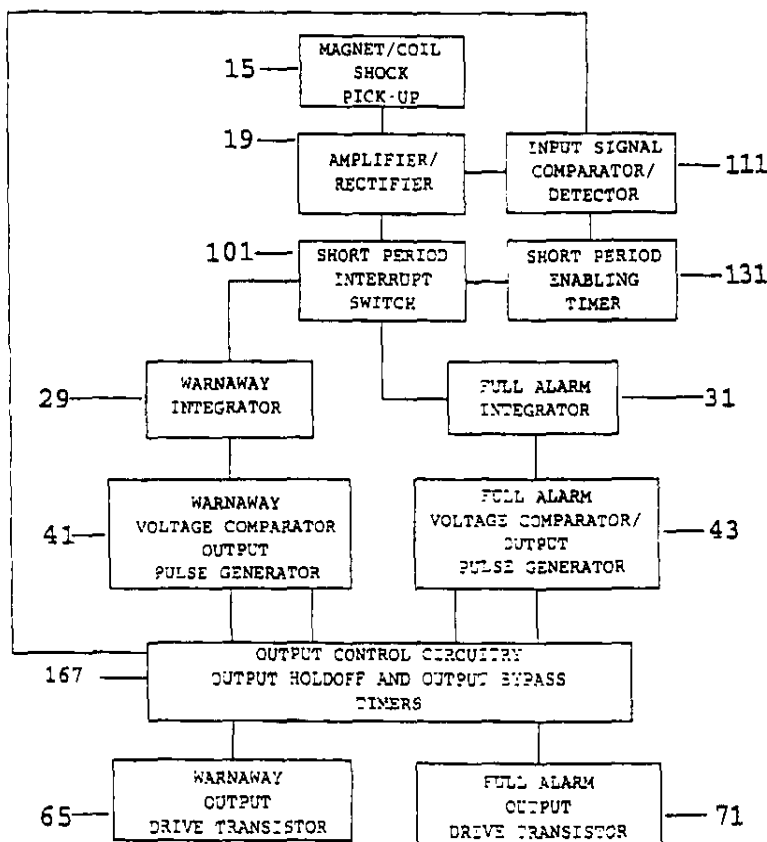 MAGNET/COIL
SHOCK
PICK-UP
15
19
AMPLIFIER/
RECTIFIER
INPUT SIGNAL
COMPARATOR/
DETECTOR
111
101
SHORT PERIOD
INTERRUPT
SWITCH
SHORT PERIOD
ENABLING
TIMER
131
29
WARNAWAY
INTEGRATOR
FULL ALARM
INTEGRATOR
31
41
WARNAWAY
VOLTAGE COMPARATOR
OUTPUT
PULSE GENERATOR
FULL ALARM
VOLTAGE COMPARATOR/
OUTPUT
PULSE GENERATOR
43
167
OUTPUT CONTROL CIRCUITRY
OUTPUT HOLDOFF AND OUTPUT BYPASS
TIMERS
65
WARNAWAY
OUTPUT
DRIVE TRANSISTOR
FULL ALARM
OUTPUT
DRIVE TRANSISTOR
71